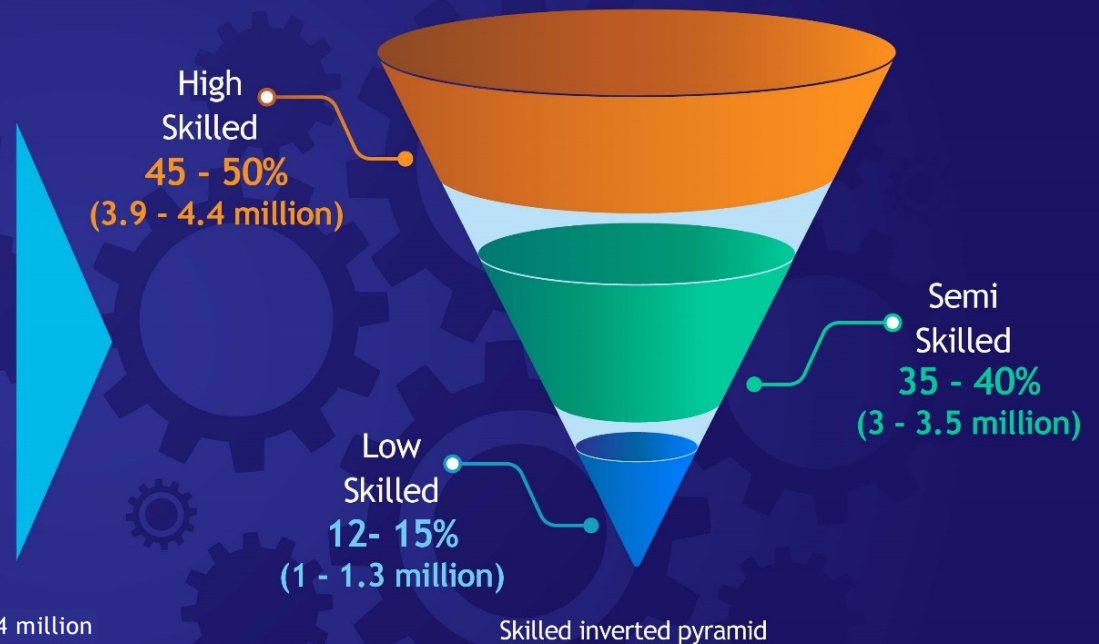 High
Skilled
45 - 50%
(3.9 - 4.4 million)
Semi
Skilled
35 - 40%
(3 - 3.5 million)
Low
Skilled
12- 15%
(1 - 1.3 million)
4 million
Skilled inverted pyramid